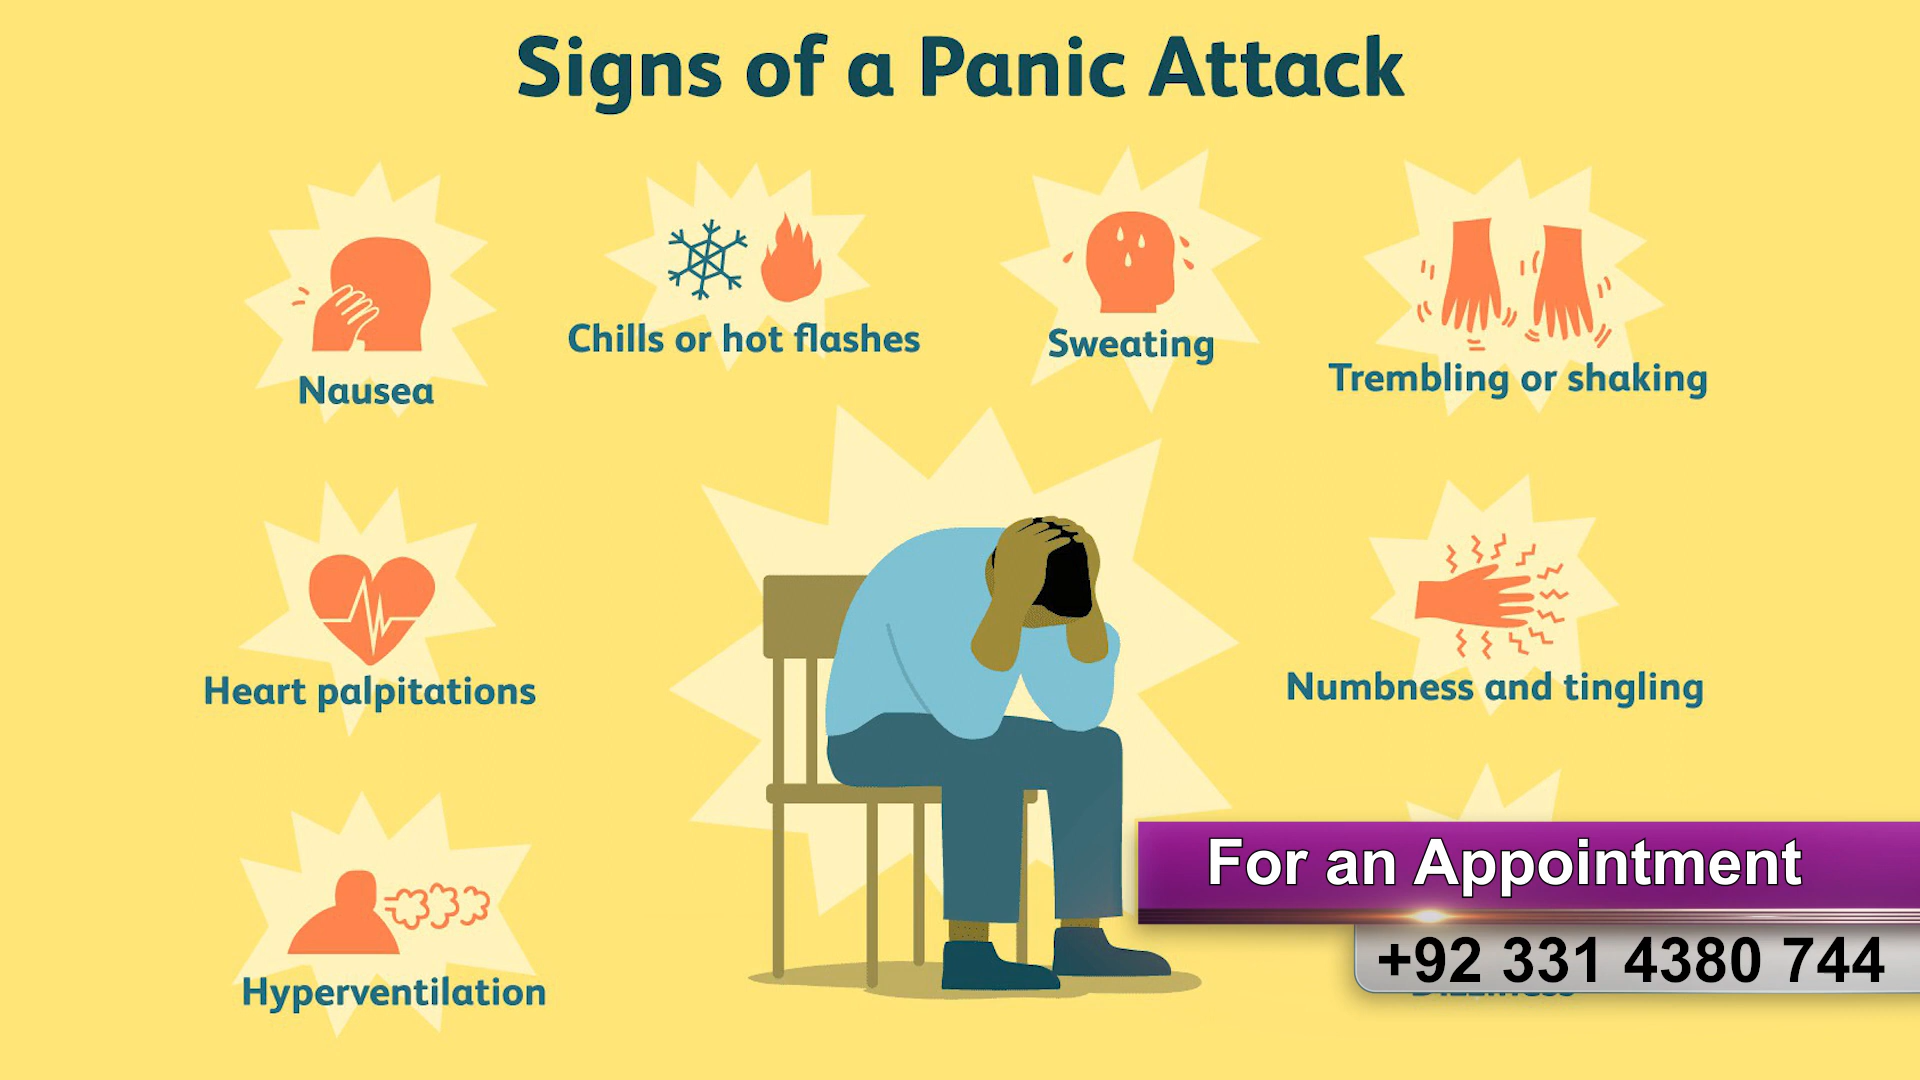 Signs of a Panic Attack
Nausea
Chills or hot flashes
Sweating
Trembling or shaking
Heart palpitations
Numbness and tingling
Hyperventilation
For an Appointment
+92 331 4380 744